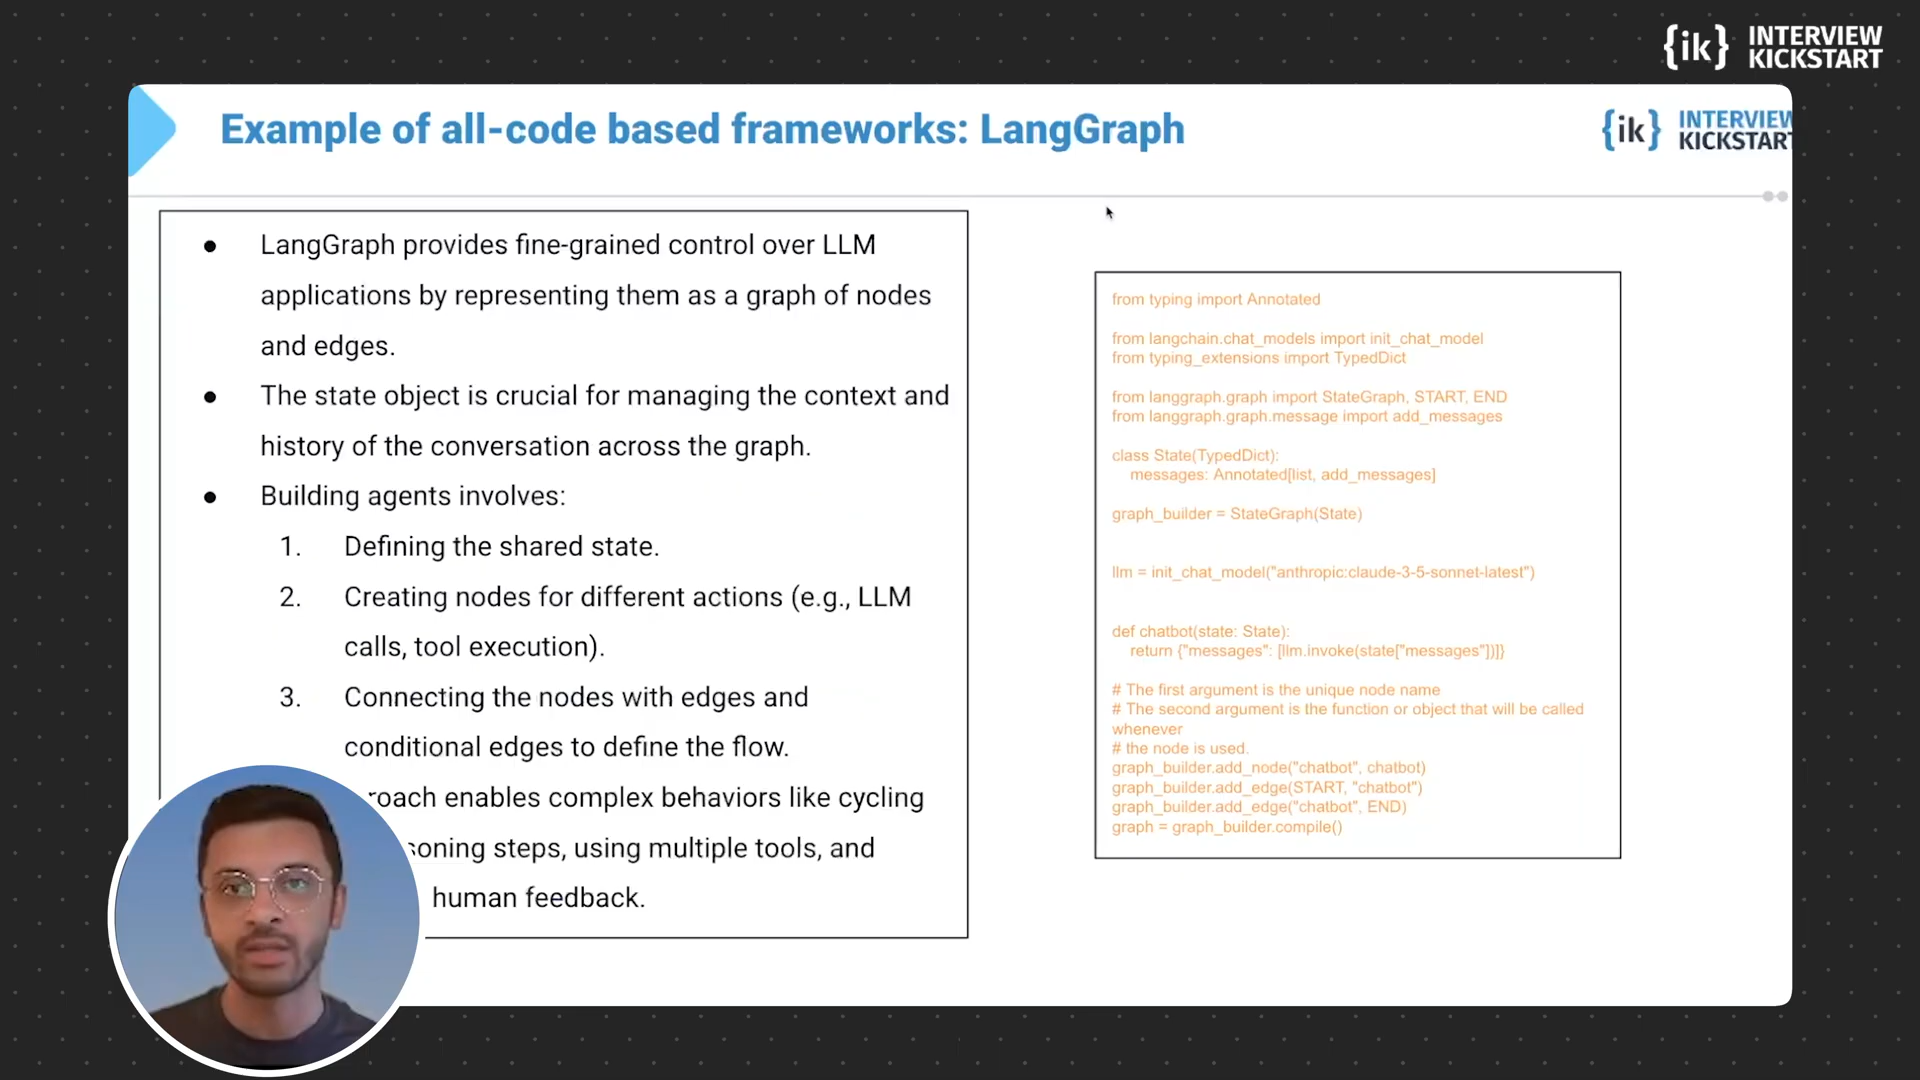 {ik} INTERVIEW
KICKSTART
Example of all-code based frameworks: LangGraph
{ik} INTERVIEW
KICKSTART
● LangGraph provides fine-grained control over LLM
applications by representing them as a graph of nodes
and edges.
● The state object is crucial for managing the context and
history of the conversation across the graph.
● Building agents involves:
1. Defining the shared state.
2. Creating nodes for different actions (e.g., LLM
calls, tool execution).
3. Connecting the nodes with edges and
conditional edges to define the flow.
roach enables complex behaviors like cycling
soning steps, using multiple tools, and
human feedback.
from typing import Annotated
from langchain.chat_models import init_chat_model
from typing_extensions import TypedDict
from langgraph.graph import StateGraph, START, END
from langgraph.graph.message import add_messages
class State(TypedDict):
messages: Annotated[list, add_messages]
graph_builder = StateGraph(State)
llm = init_chat_model("anthropic:claude-3-5-sonnet-latest")
def chatbot(state: State):
return {"messages": [llm.invoke(state["messages"])]}
# The first argument is the unique node name
# The second argument is the function or object that will be called
whenever
# the node is used.
graph_builder.add_node("chatbot", chatbot)
graph_builder.add_edge(START, "chatbot")
graph_builder.add_edge("chatbot", END)
graph = graph_builder.compile()